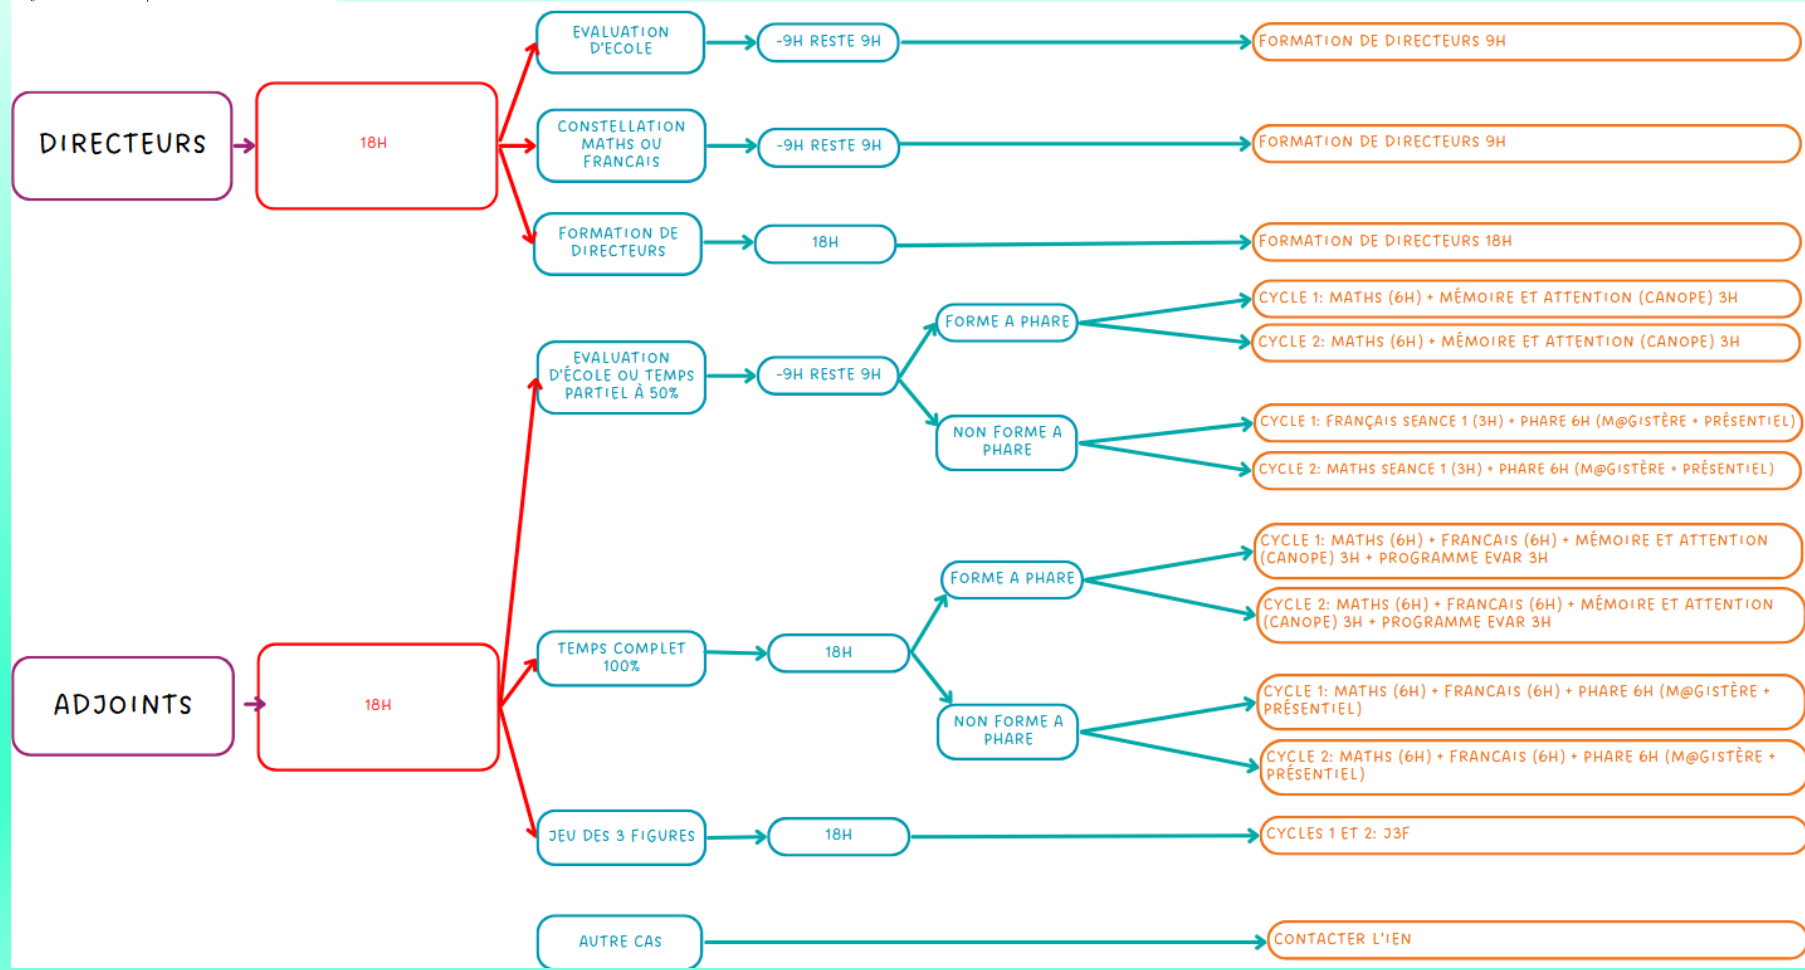 DIRECTEURS
18H
EVALUATION
D'ECOLE
-9H RESTE 9H
FORMATION DE DIRECTEURS 9H
CONSTELLATION
MATHS OU
FRANCAIS
-9H RESTE 9H
FORMATION DE DIRECTEURS 9H
FORMATION DE
DIRECTEURS
18H
FORMATION DE DIRECTEURS 18H
ADJOINTS
18H
EVALUATION
D'ÉCOLE OU TEMPS
PARTIEL À 50%
-9H RESTE 9H
FORME A PHARE
CYCLE 1: MATHS (6H) + MÉMOIRE ET ATTENTION (CANOPE) 3H
CYCLE 2: MATHS (6H) + MÉMOIRE ET ATTENTION (CANOPE) 3H
NON FORME A
PHARE
CYCLE 1: FRANÇAIS SEANCE 1 (3H) + PHARE 6H (M@GISTÈRE + PRÉSENTIEL)
CYCLE 2: MATHS SEANCE 1 (3H) + PHARE 6H (M@GISTÈRE + PRÉSENTIEL)
TEMPS COMPLET
100%
18H
FORME A PHARE
CYCLE 1: MATHS (6H) + FRANCAIS (6H) + MÉMOIRE ET ATTENTION
(CANOPE) 3H + PROGRAMME EVAR 3H
CYCLE 2: MATHS (6H) + FRANCAIS (6H) + MÉMOIRE ET ATTENTION
(CANOPE) 3H + PROGRAMME EVAR 3H
NON FORME A
PHARE
CYCLE 1: MATHS (6H) + FRANCAIS (6H) + PHARE 6H (M@GISTÈRE +
PRÉSENTIEL)
CYCLE 2: MATHS (6H) + FRANCAIS (6H) + PHARE 6H (M@GISTÈRE +
PRÉSENTIEL)
JEU DES 3 FIGURES
18H
CYCLES 1 ET 2: J3F
AUTRE CAS
CONTACTER L'IEN